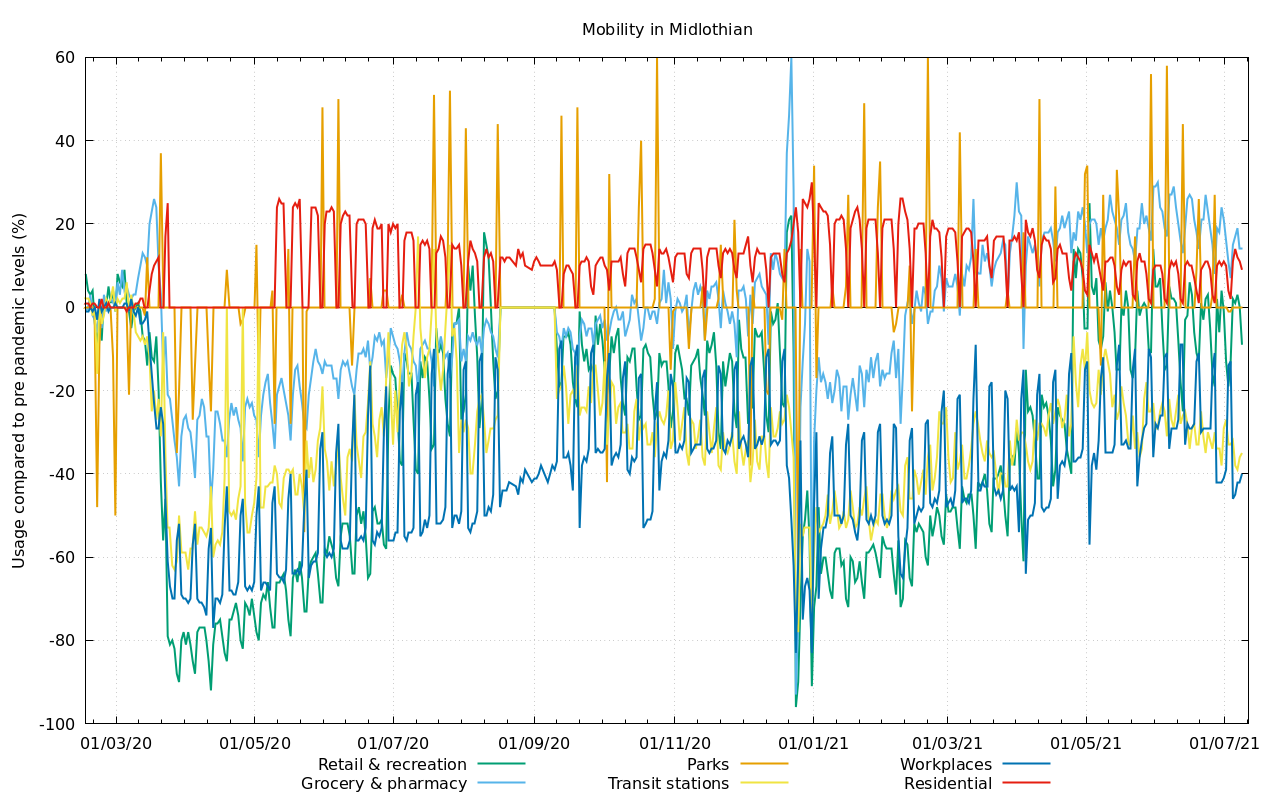 Mobility in Midlothian
Usage compared to pre pandemic levels (%)
60
40
20
0
-20
-40
-60
-80
-100
01/03/20 01/05/20 01/07/20 01/09/20 01/11/20 01/01/21 01/03/21 01/05/21 01/07/21
Retail & recreation Parks Workplaces
Grocery & pharmacy Transit stations Residential